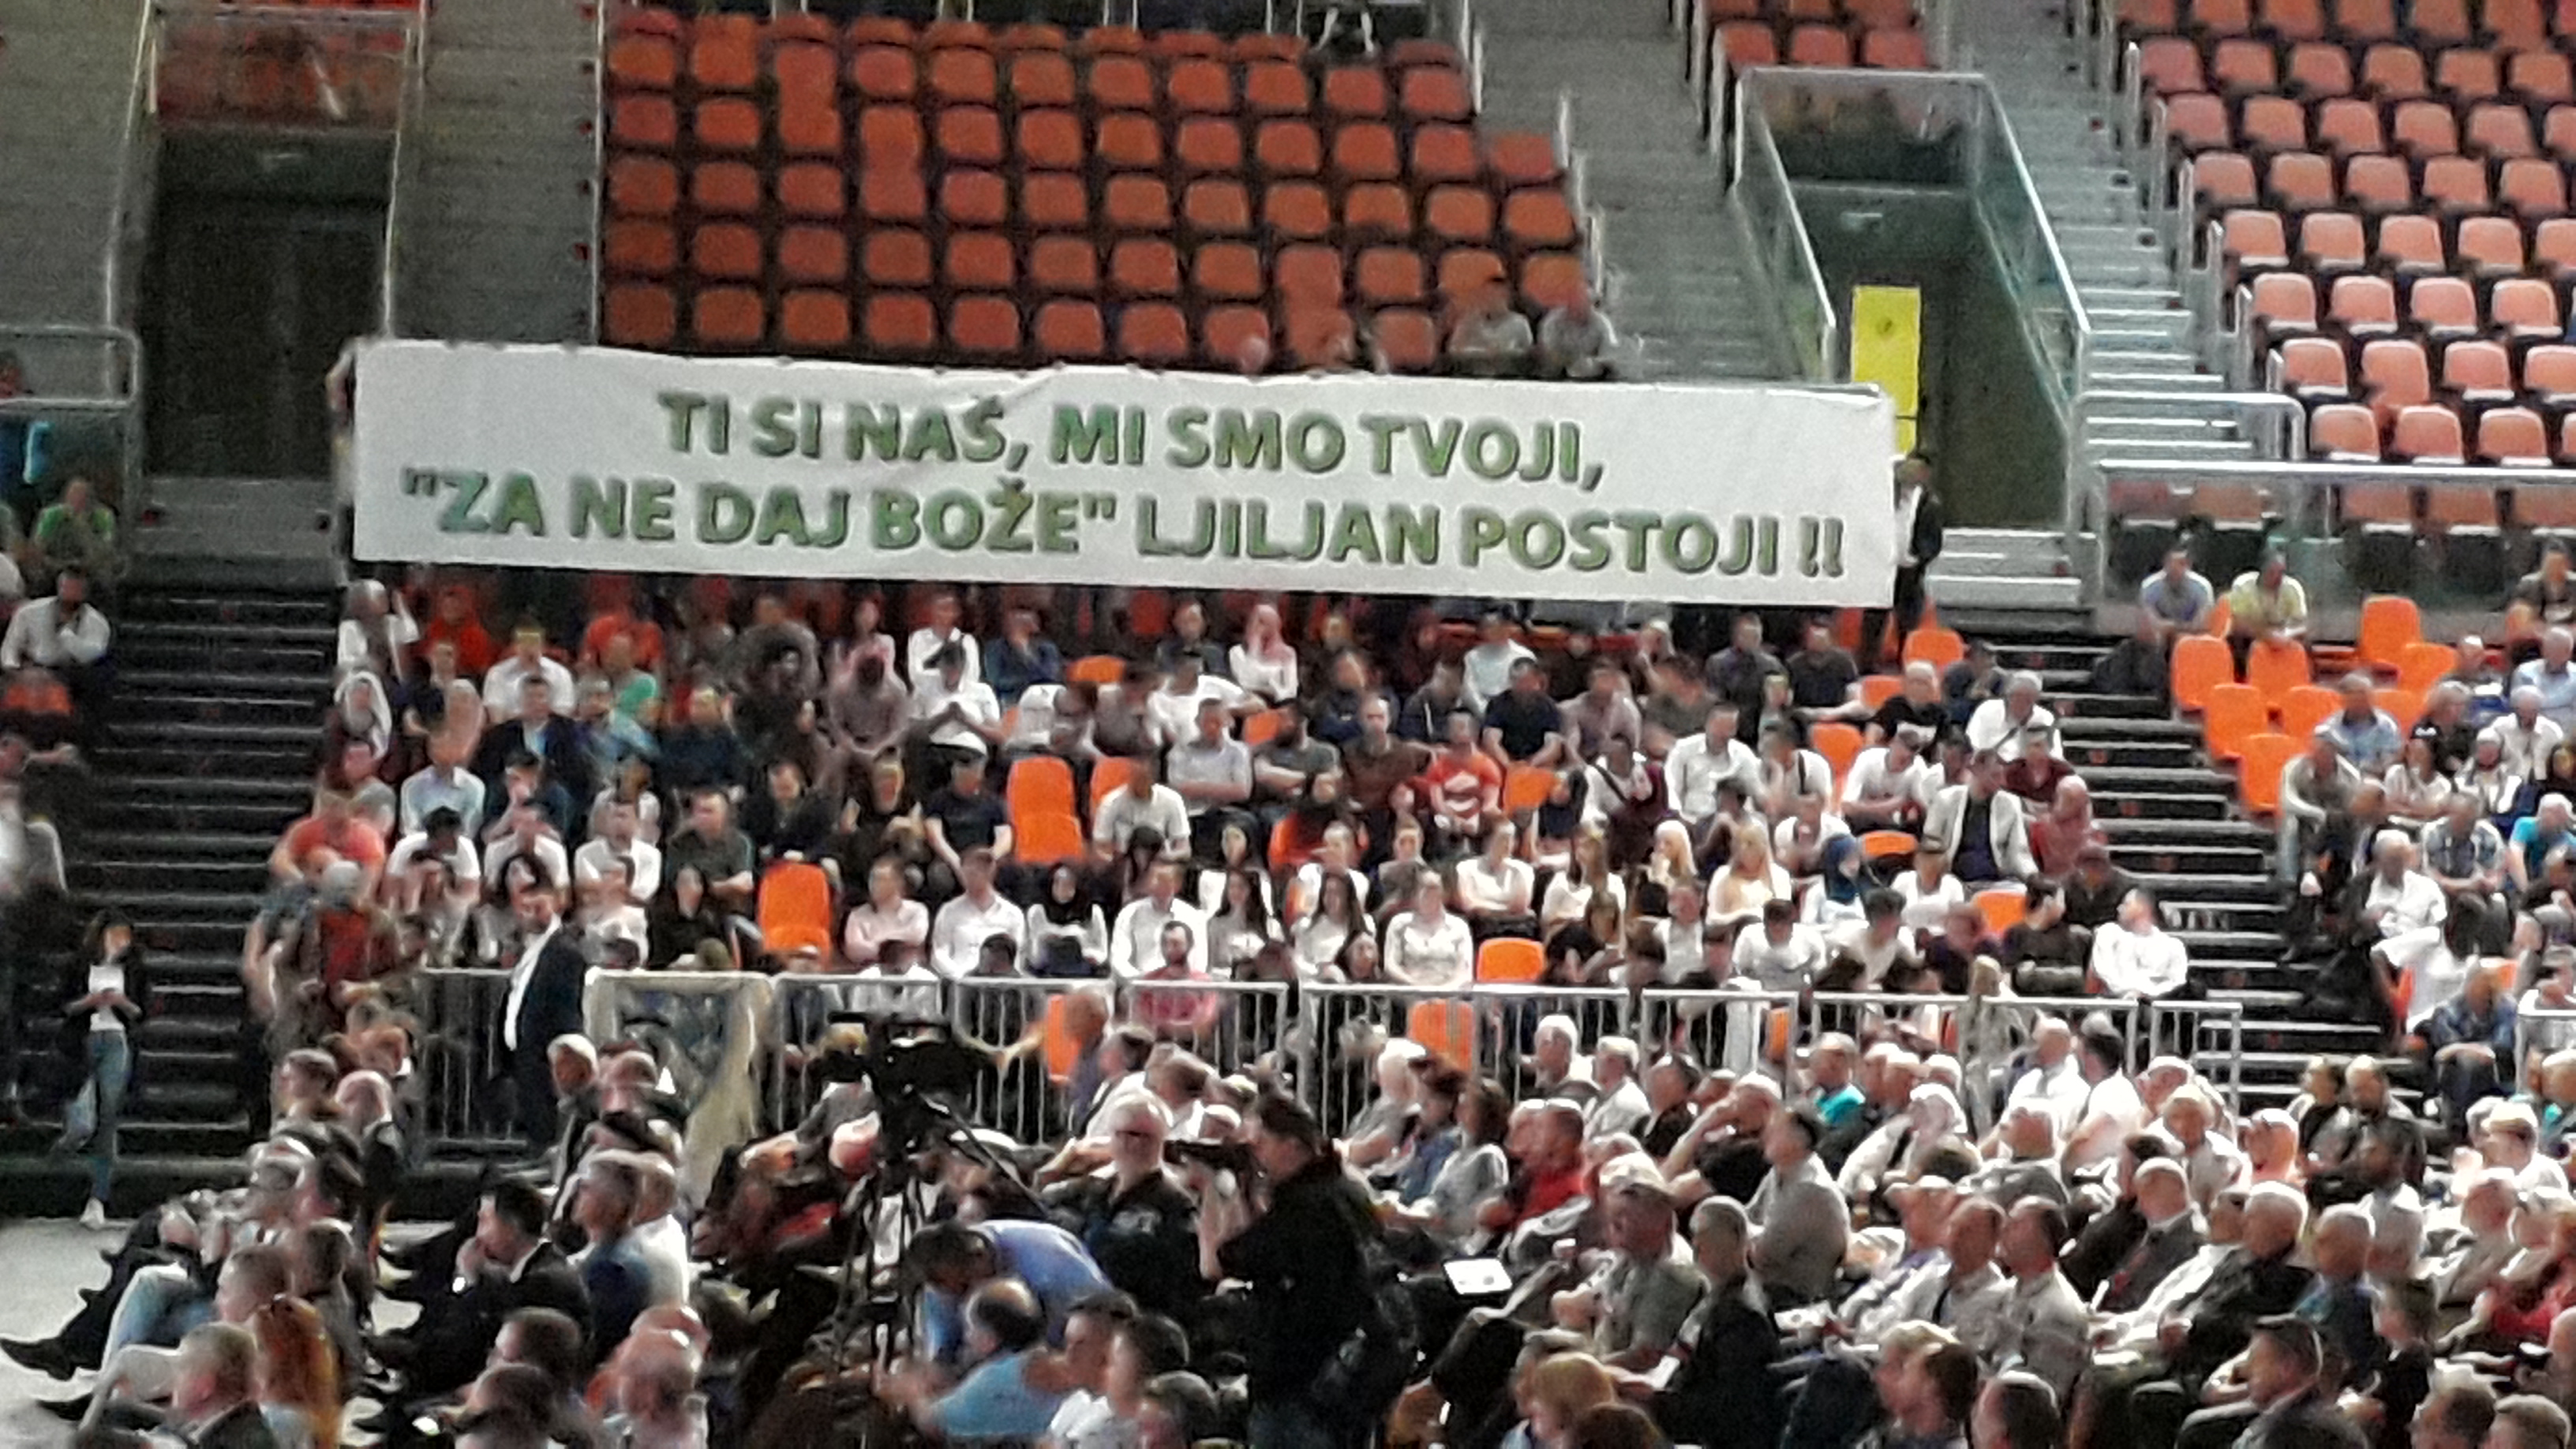 TI SI NAŠ, MI SMO TVOJI,
"ZA NE DAJ BOŽE" LJILJAN POSTOJI !!